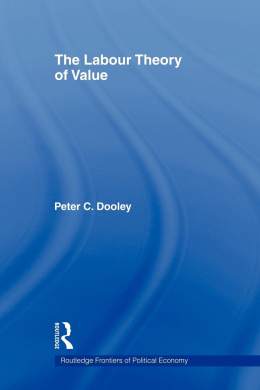 The Labour Theory
of Value
Peter C. Dooley
ROUTLEDGE
Routledge Frontiers of Political Economy